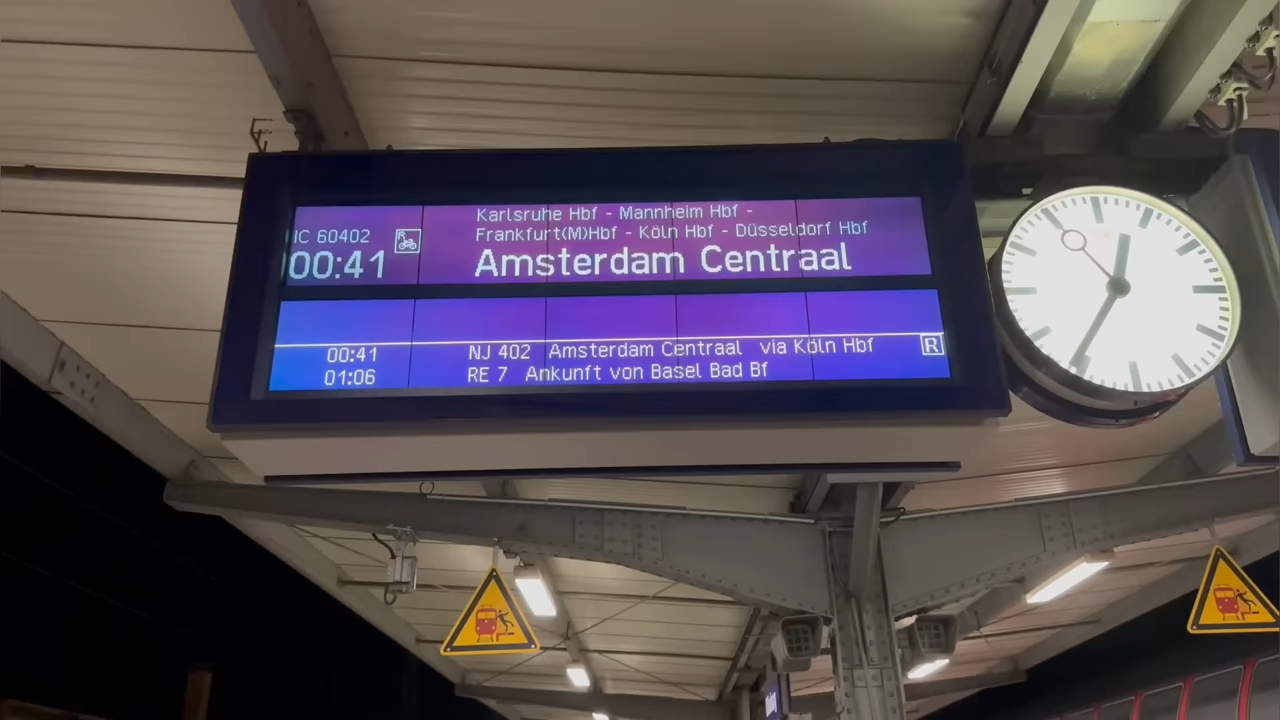 Karlsruhe Hbf - Mannheim Hbf -
IC 60402
Frankfurt(M)Hbf - Köln Hbf - Düsseldorf Hbf
00:41
Amsterdam Centraal
00:41 NJ 402 Amsterdam Centraal via Köln Hbf R
01:06 RE 7 Ankunft von Basel Bad Bf